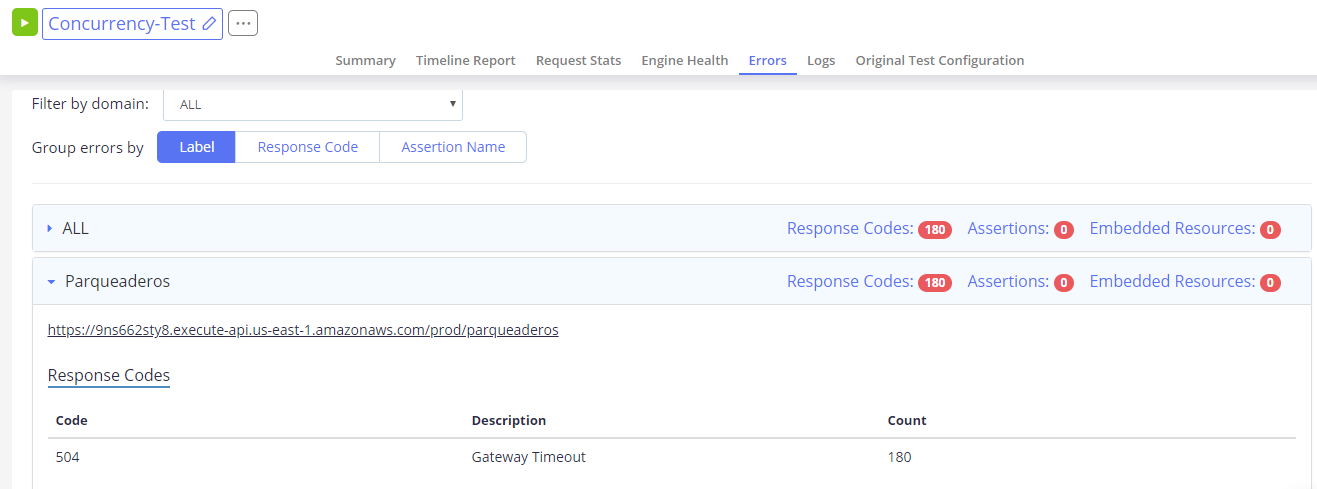 Concurrency-Test
Summary Timeline Report Request Stats Engine Health Errors Logs Original Test Configuration
Filter by domain: ALL
Group errors by Label Response Code Assertion Name
ALL Response Codes: 180 Assertions: 0 Embedded Resources: 0
Parqueaderos Response Codes: 180 Assertions: 0 Embedded Resources: 0
https://9ns662sty8.execute-api.us-east-1.amazonaws.com/prod/parqueaderos
Response Codes
Code Description Count
504 Gateway Timeout 180